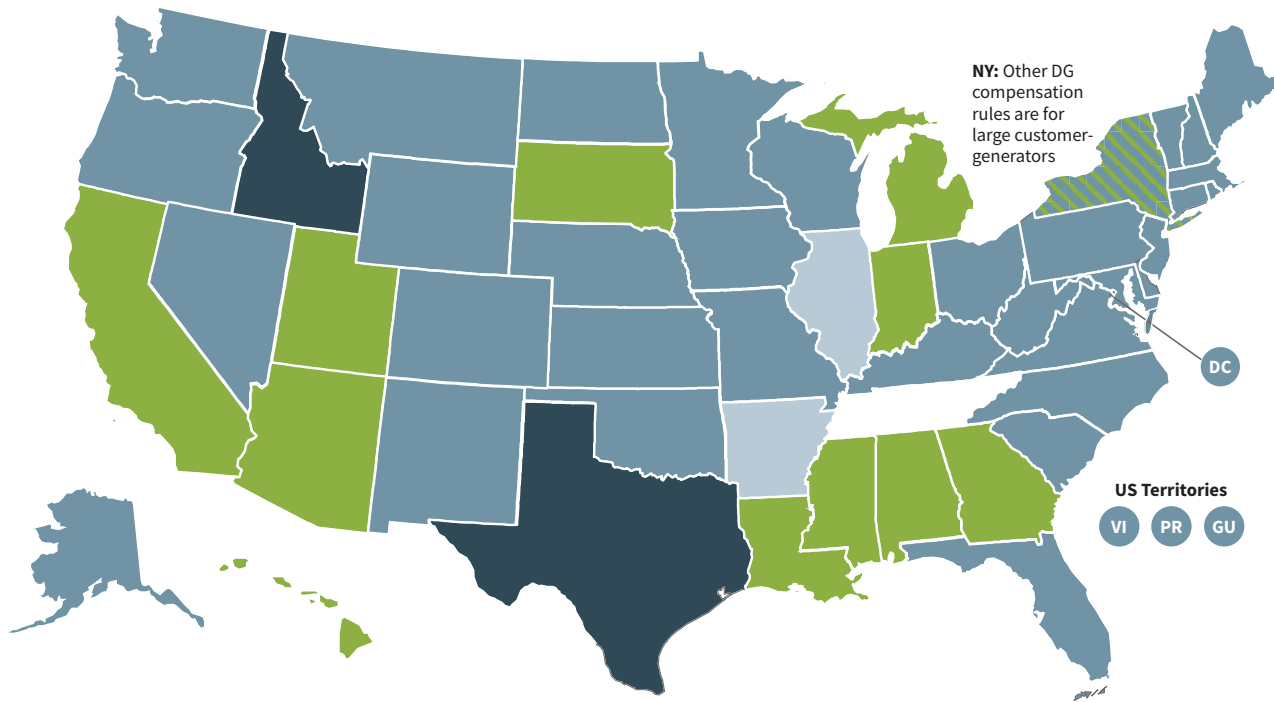 NY: Other DG
compensation
rules are for
large customer-
generators
DC
US Territories
VI PR GU